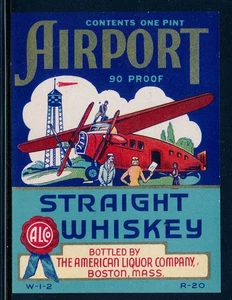 CONTENTS ONE PINT
AIRPORT
90 PROOF
STRAIGHT
WHISKEY
ALCO
BOTTLED BY
THE AMERICAN LIQUOR COMPANY,
BOSTON, MASS.
W-1-2
R-20